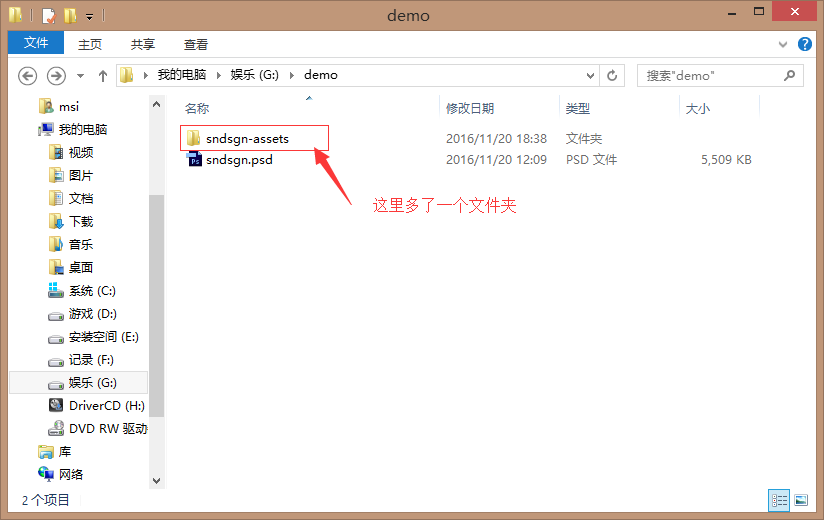 demo
文件 主页 共享 查看
我的电脑 娱乐 (G:) demo
搜索"demo"
名称 修改日期 类型 大小
sndsgn-assets 2016/11/20 18:38 文件夹
sndsgn.psd 2016/11/20 12:09 PSD 文件 5,509 KB
这里多了一个文件夹
msi
我的电脑
视频
图片
文档
下载
音乐
桌面
系统 (C:)
游戏 (D:)
安装空间 (E:)
记录 (F:)
娱乐 (G:)
DriverCD (H:)
DVD RW 驱动
库
网络
2 个项目